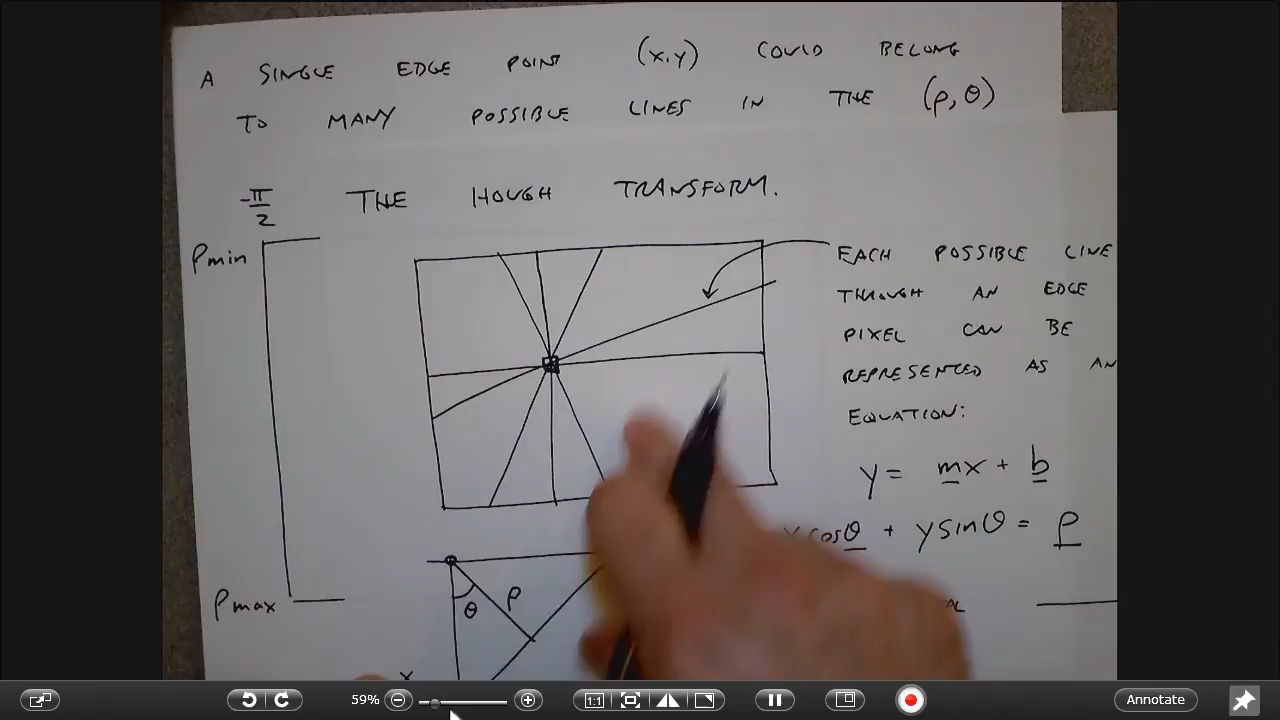 A SINGLE EDGE POINT (x,y) COULD BELONG
TO MANY POSSIBLE LINES IN THE (ρ, θ)
-π/2
THE HOUGH TRANSFORM.
ρmin
EACH POSSIBLE LINE
THROUGH AN EDGE
PIXEL CAN BE
REPRESENTED AS AN
EQUATION:
y = mx + b
x cosθ + y sinθ = ρ
ρmax
θ
ρ
x
59%
1:1
Annotate